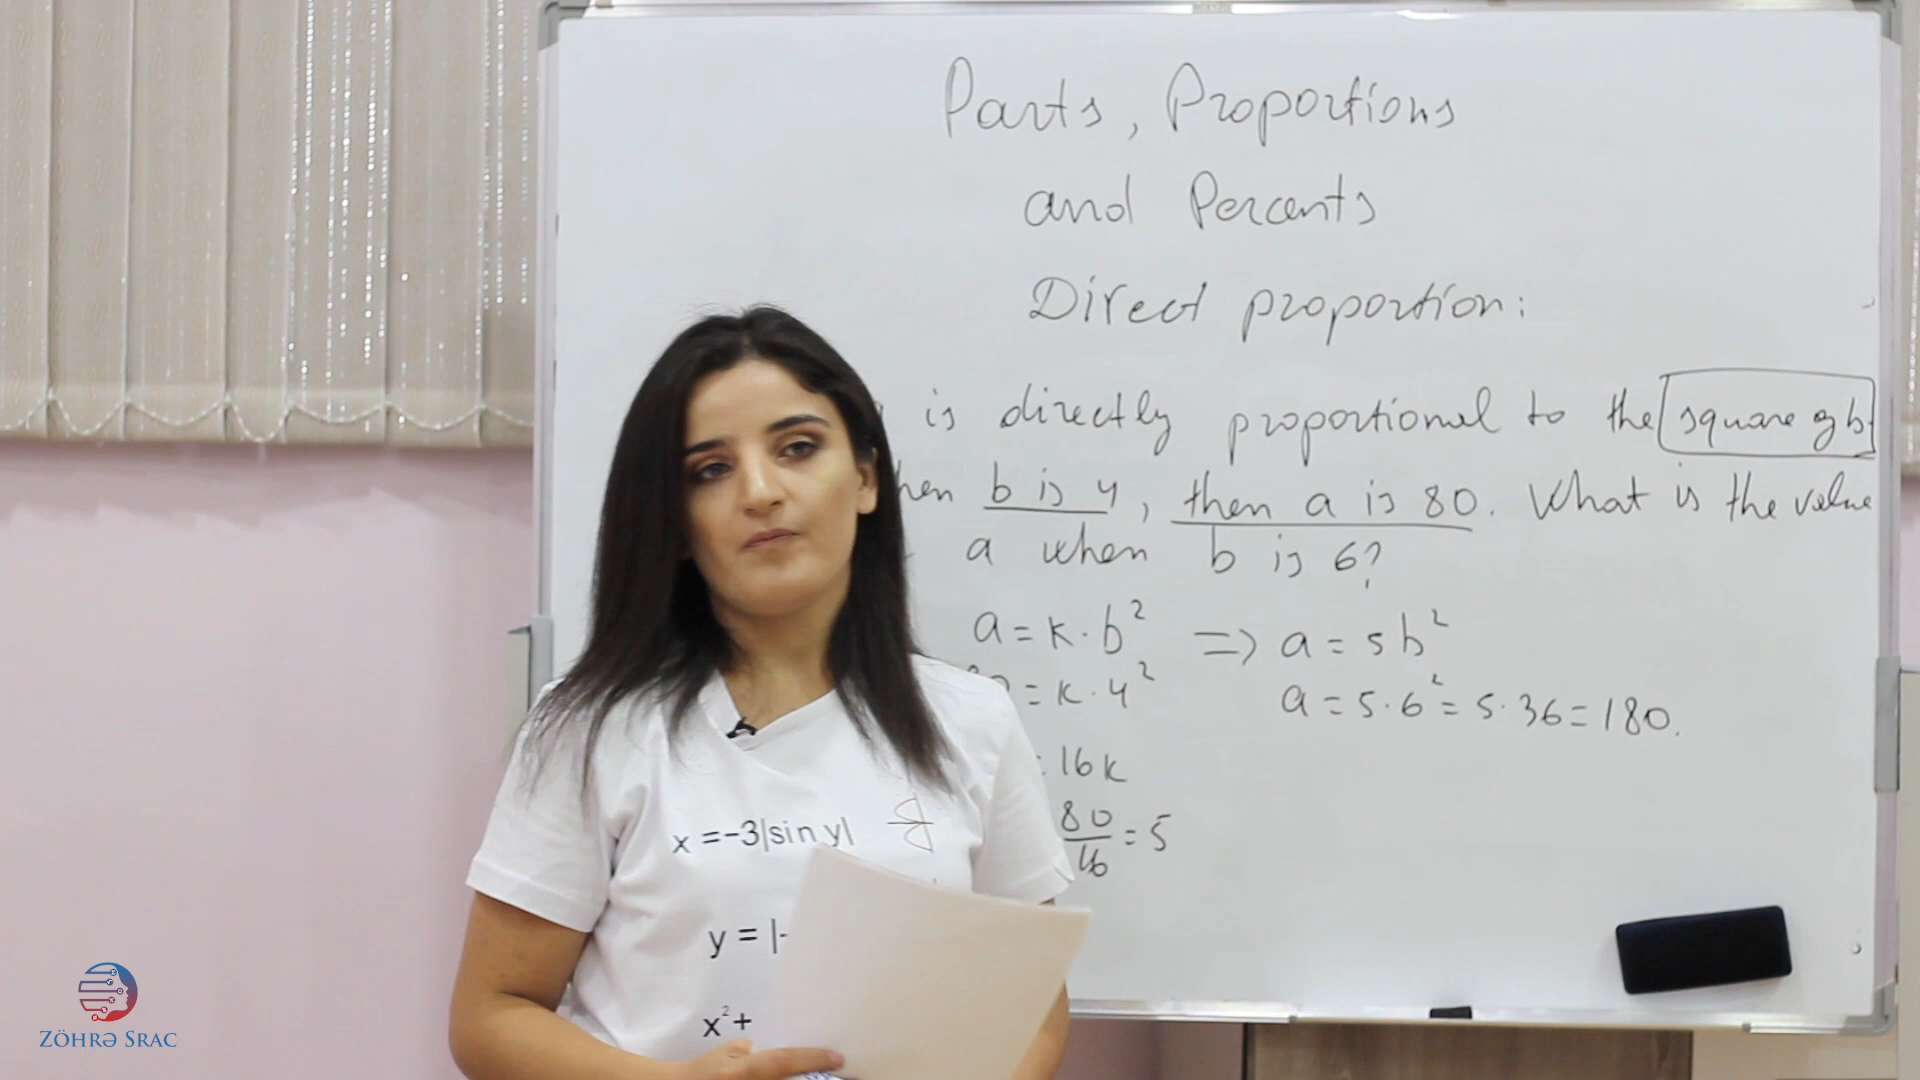 Parts, Proportions
and Percents
Direct proportion:
is directly proportional to the square of b.
b is 4, then a is 80. What is the value
a when b is 6?
a = k · b² => a = 5b²
= k · 4² a = 5 · 6² = 5 · 36 = 180.
16k
80/16 = 5
x =-3|sin y|
y = |-
x²+
ZÖHRƏ SRAC